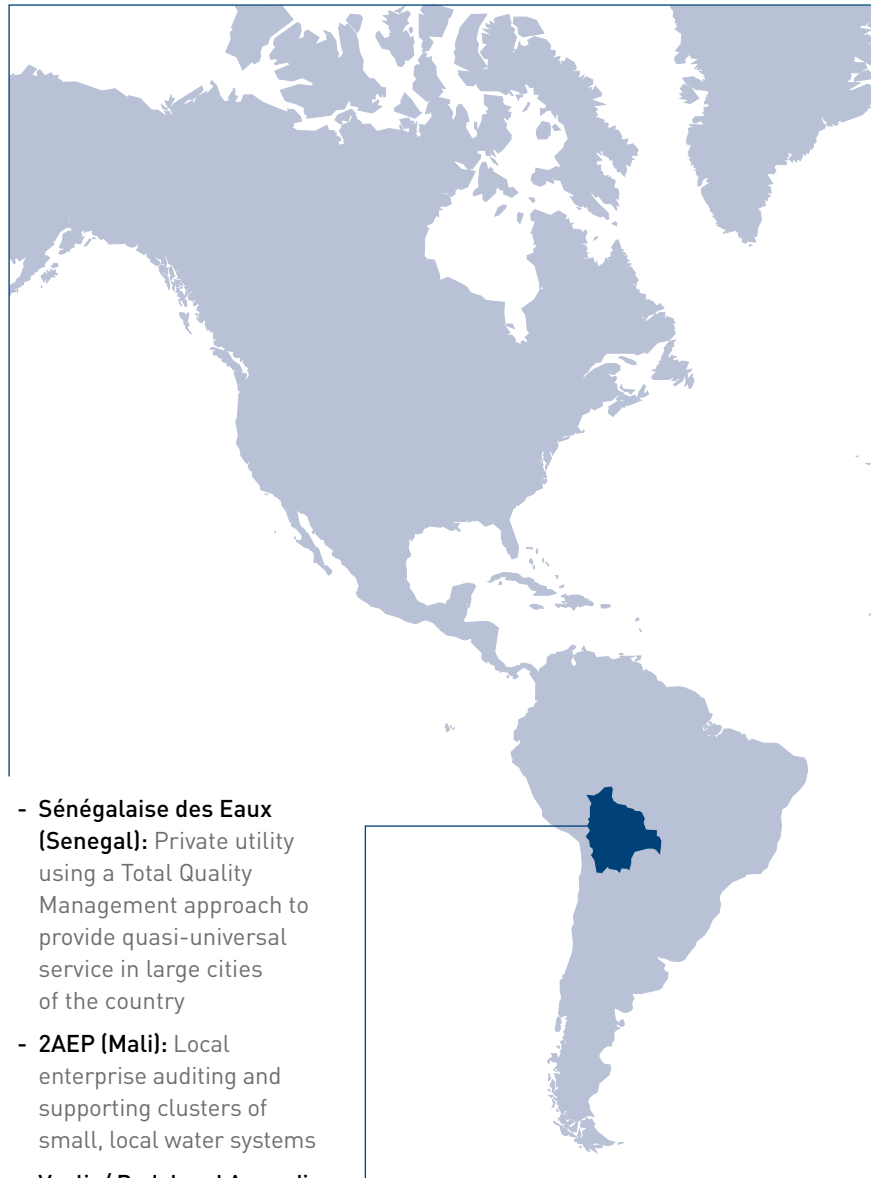 - Sénégalaise des Eaux
(Senegal): Private utility
using a Total Quality
Management approach to
provide quasi-universal
service in large cities
of the country
- 2AEP (Mali): Local
enterprise auditing and
supporting clusters of
small, local water systems